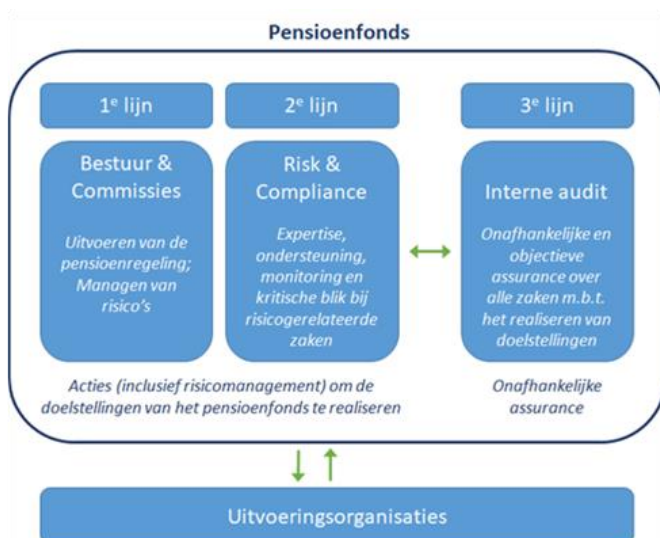 Pensioenfonds
1e lijn
2e lijn
3e lijn
Bestuur &
Commissies
Uitvoeren van de
pensioenregeling;
Managen van
risico's
Risk &
Compliance
Expertise,
ondersteuning,
monitoring en
kritische blik bij
risicogerelateerde
zaken
Interne audit
Onafhankelijke en
objectieve
assurance over
alle zaken m.b.t.
het realiseren van
doelstellingen
Acties (inclusief risicomanagement) om de
doelstellingen van het pensioenfonds te realiseren
Onafhankelijke
assurance
Uitvoeringsorganisaties